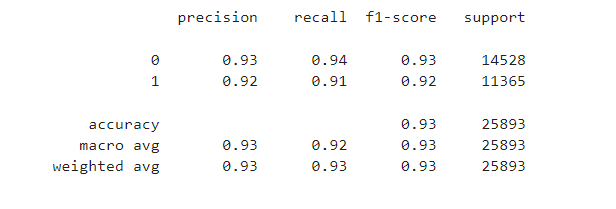 precision recall f1-score support
0 0.93 0.94 0.93 14528
1 0.92 0.91 0.92 11365
accuracy 0.93 25893
macro avg 0.93 0.92 0.93 25893
weighted avg 0.93 0.93 0.93 25893